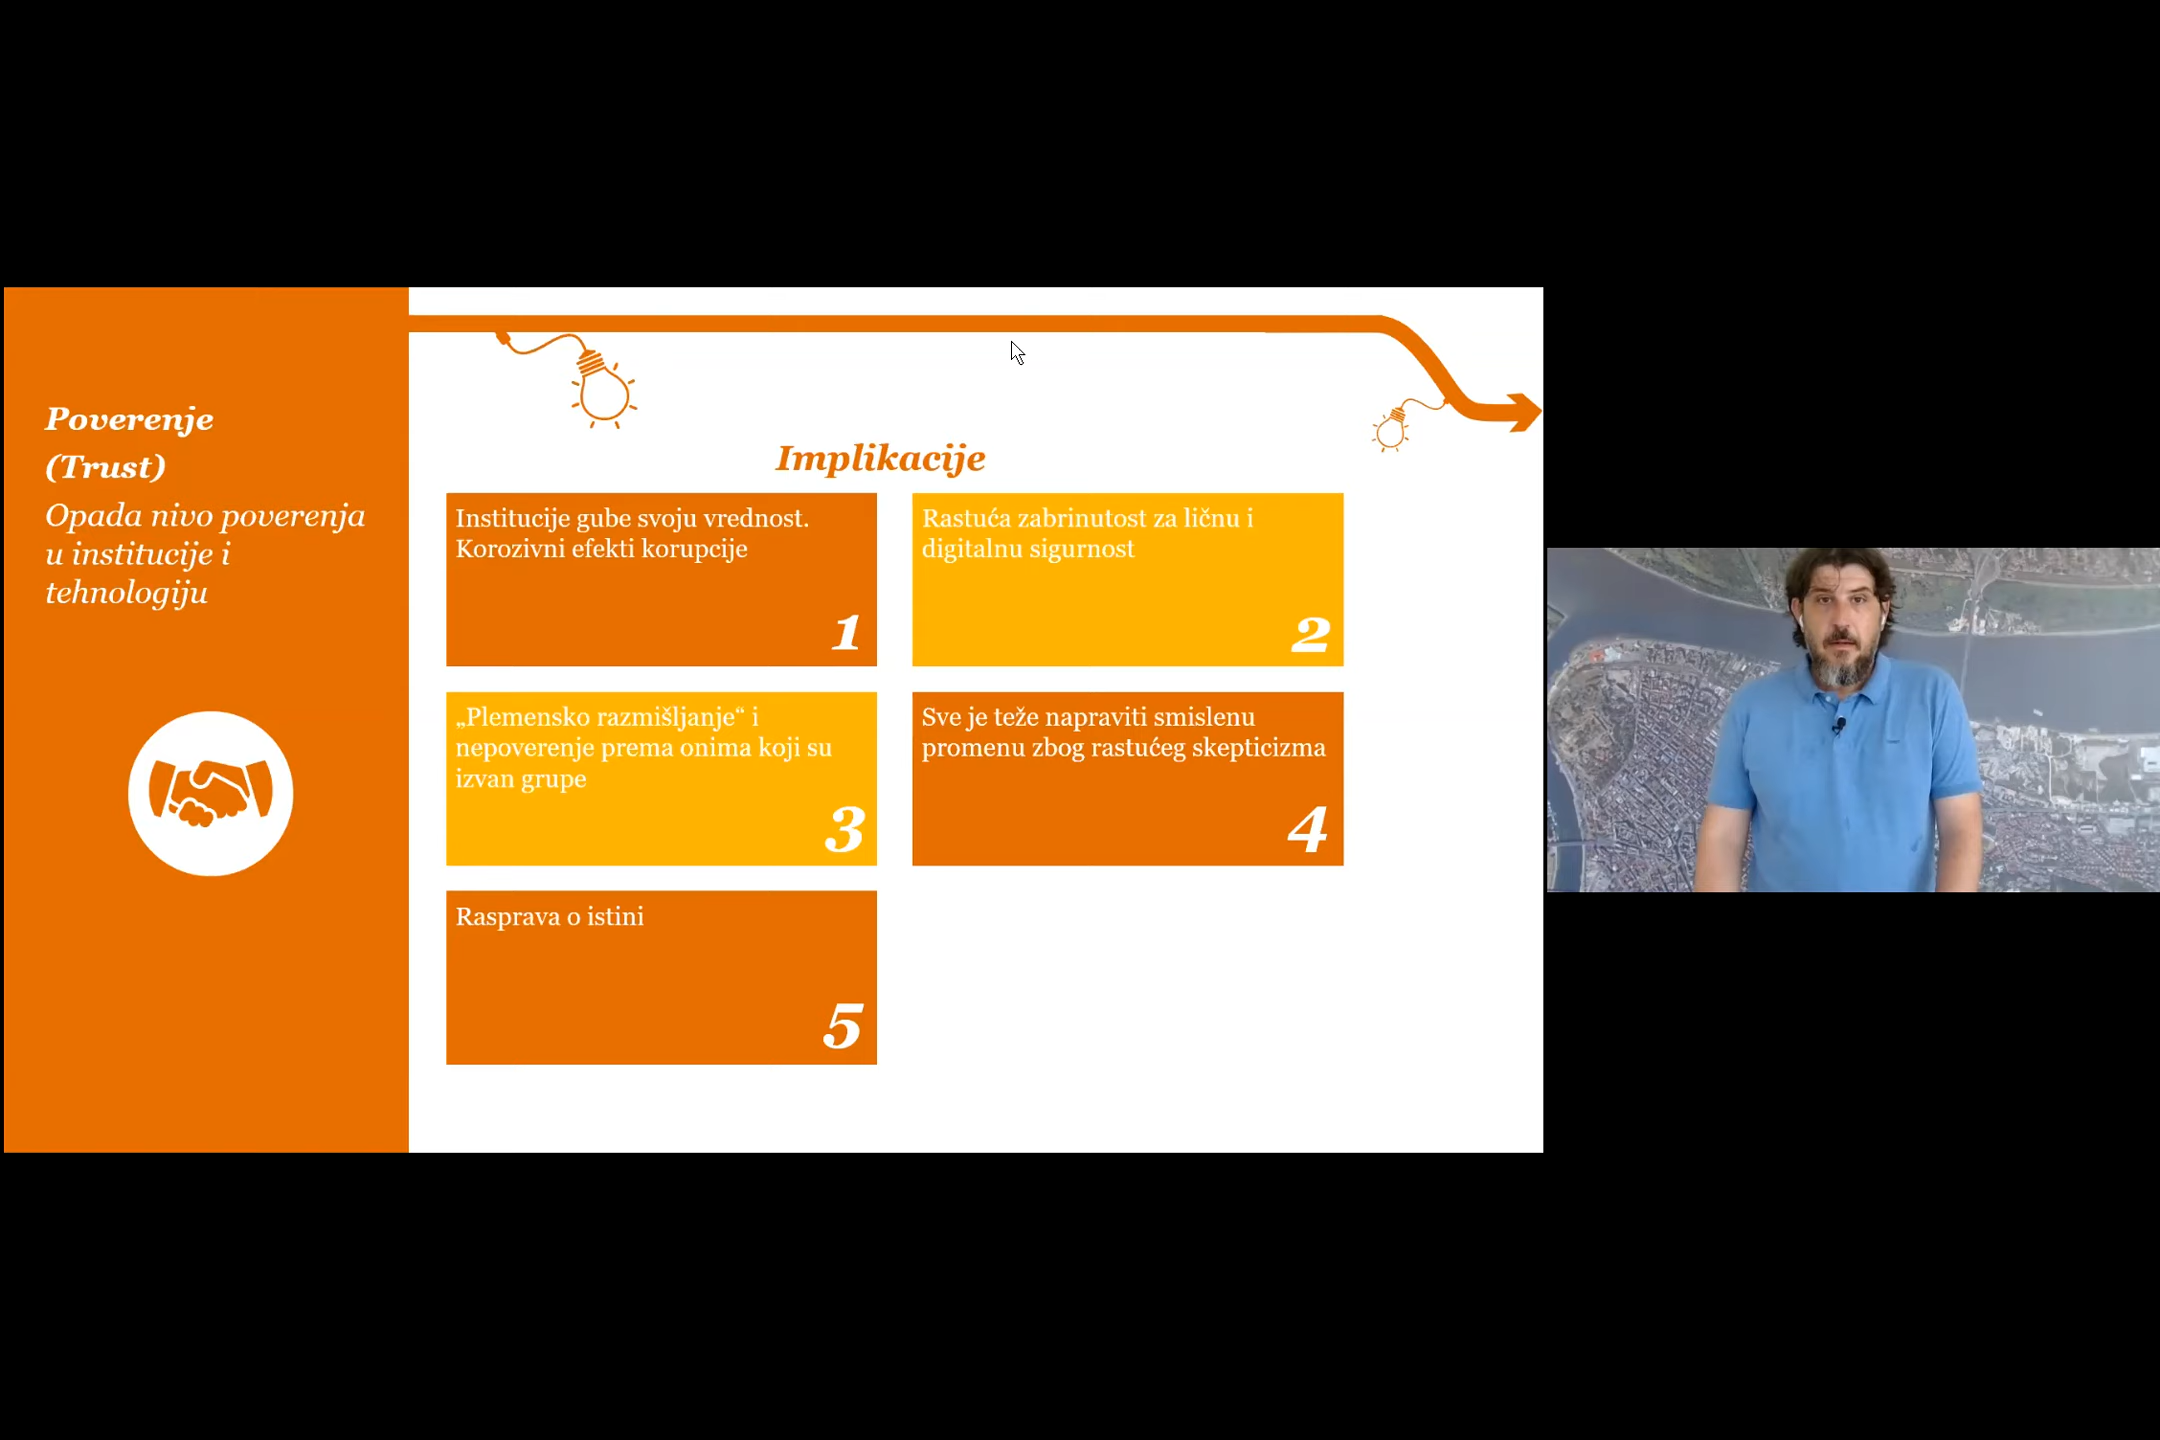 Poverenje
(Trust)
Opada nivo poverenja
u institucije i
tehnologiju
Implikacije
Institucije gube svoju vrednost.
Korozivni efekti korupcije
1
Rastuća zabrinutost za ličnu i
digitalnu sigurnost
2
„Plemensko razmišljanje“ i
nepoverenje prema onima koji su
izvan grupe
3
Sve je teže napraviti smislenu
promenu zbog rastućeg skepticizma
4
Rasprava o istini
5